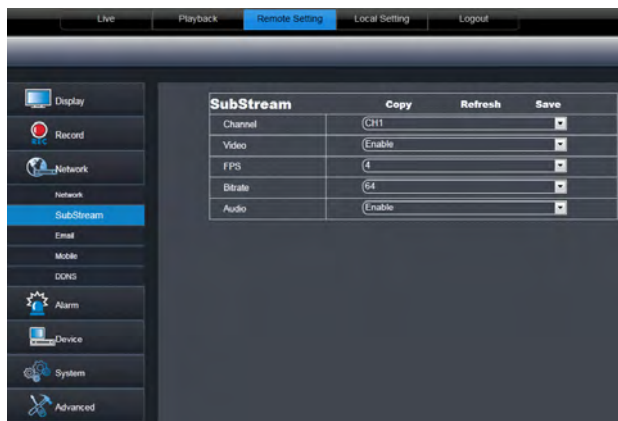 Live Playback Remote Setting Local Setting Logout
Display
REC Record
Network
Network
SubStream
Email
Mobile
DDNS
Alarm
Device
System
Advanced
SubStream Copy Refresh Save
Channel CH1
Video Enable
FPS 4
Bitrate 64
Audio Enable